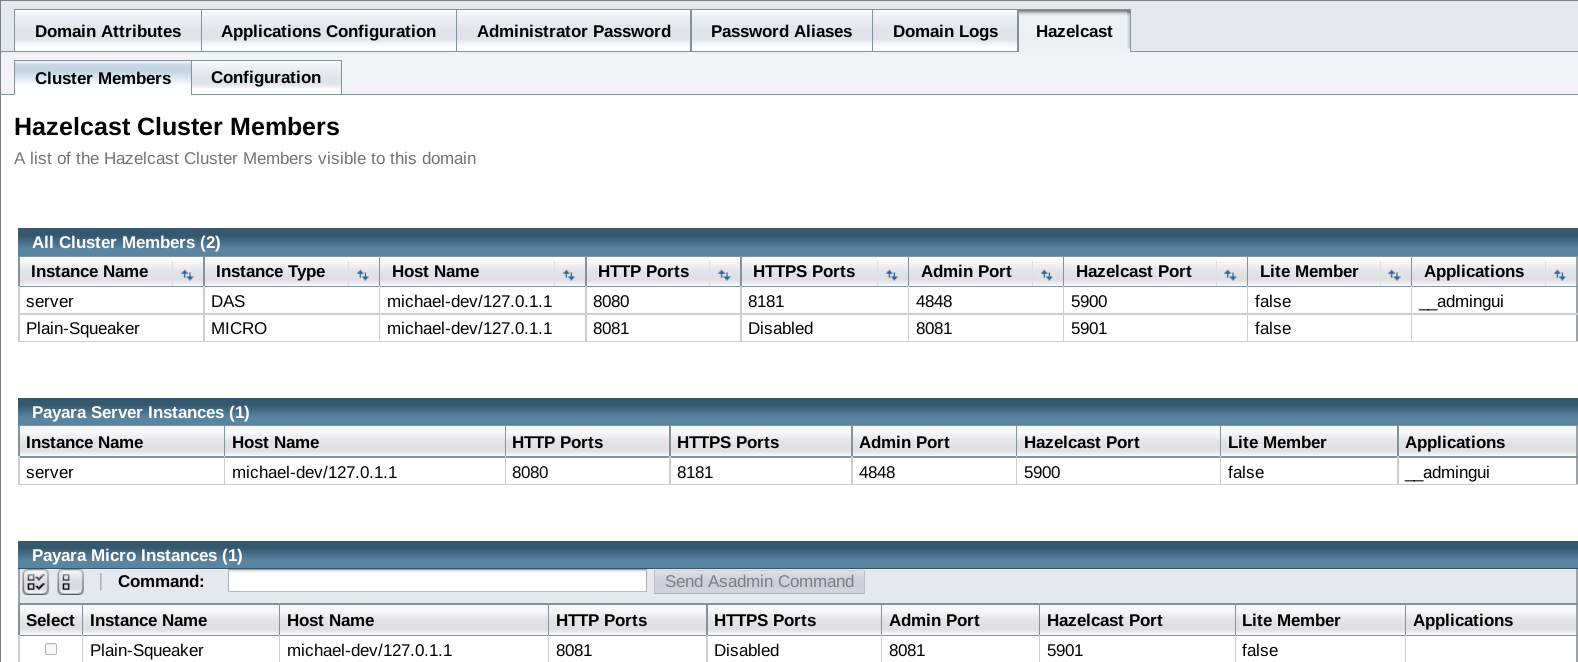 Domain Attributes Applications Configuration Administrator Password Password Aliases Domain Logs Hazelcast
Cluster Members Configuration
Hazelcast Cluster Members
A list of the Hazelcast Cluster Members visible to this domain
All Cluster Members (2)
Instance Name Instance Type Host Name HTTP Ports HTTPS Ports Admin Port Hazelcast Port Lite Member Applications
server DAS michael-dev/127.0.1.1 8080 8181 4848 5900 false __admingui
Plain-Squeaker MICRO michael-dev/127.0.1.1 8081 Disabled 8081 5901 false
Payara Server Instances (1)
Instance Name Host Name HTTP Ports HTTPS Ports Admin Port Hazelcast Port Lite Member Applications
server michael-dev/127.0.1.1 8080 8181 4848 5900 false __admingui
Payara Micro Instances (1)
Command: Send Asadmin Command
Select Instance Name Host Name HTTP Ports HTTPS Ports Admin Port Hazelcast Port Lite Member Applications
Plain-Squeaker michael-dev/127.0.1.1 8081 Disabled 8081 5901 false